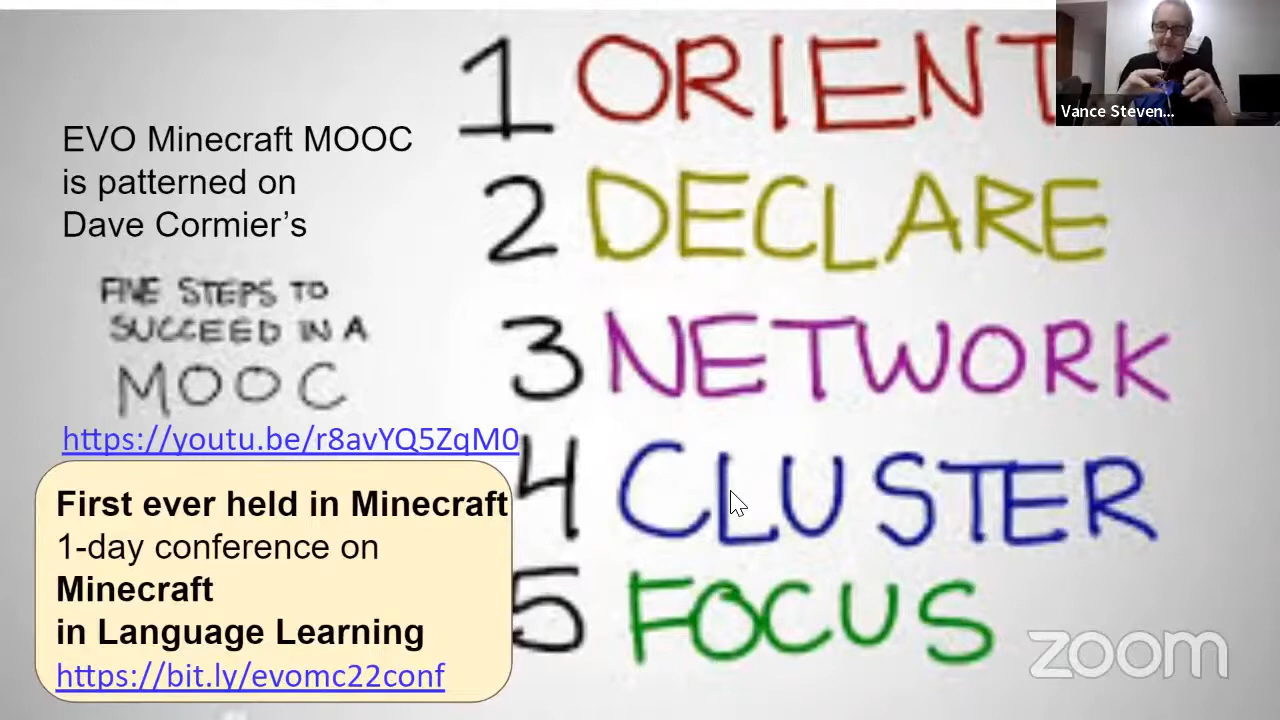 EVO Minecraft MOOC
is patterned on
Dave Cormier's
FIVE STEPS TO
SUCCEED IN A
MOOC
https://youtu.be/r8avYQ5ZqM0
First ever held in Minecraft
1-day conference on
Minecraft
in Language Learning
https://bit.ly/evomc22conf
1 ORIENT
2 DECLARE
3 NETWORK
4 CLUSTER
5 FOCUS
Vance Steven...
zoom